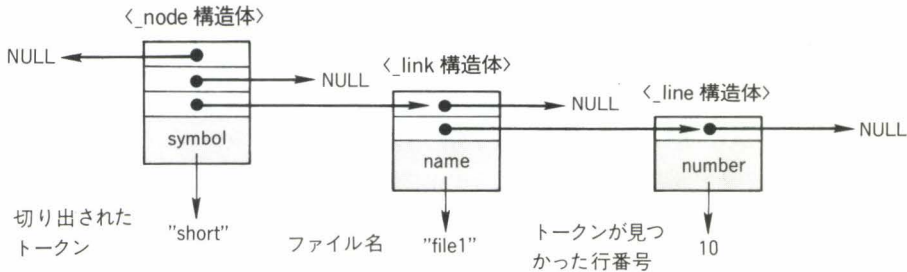 〈_node 構造体〉
NULL
NULL
〈_link 構造体〉
NULL
〈_line 構造体〉
NULL
symbol
name
number
切り出された
トークン
"short"
ファイル名
"file1"
トークンが見つ
かった行番号
10